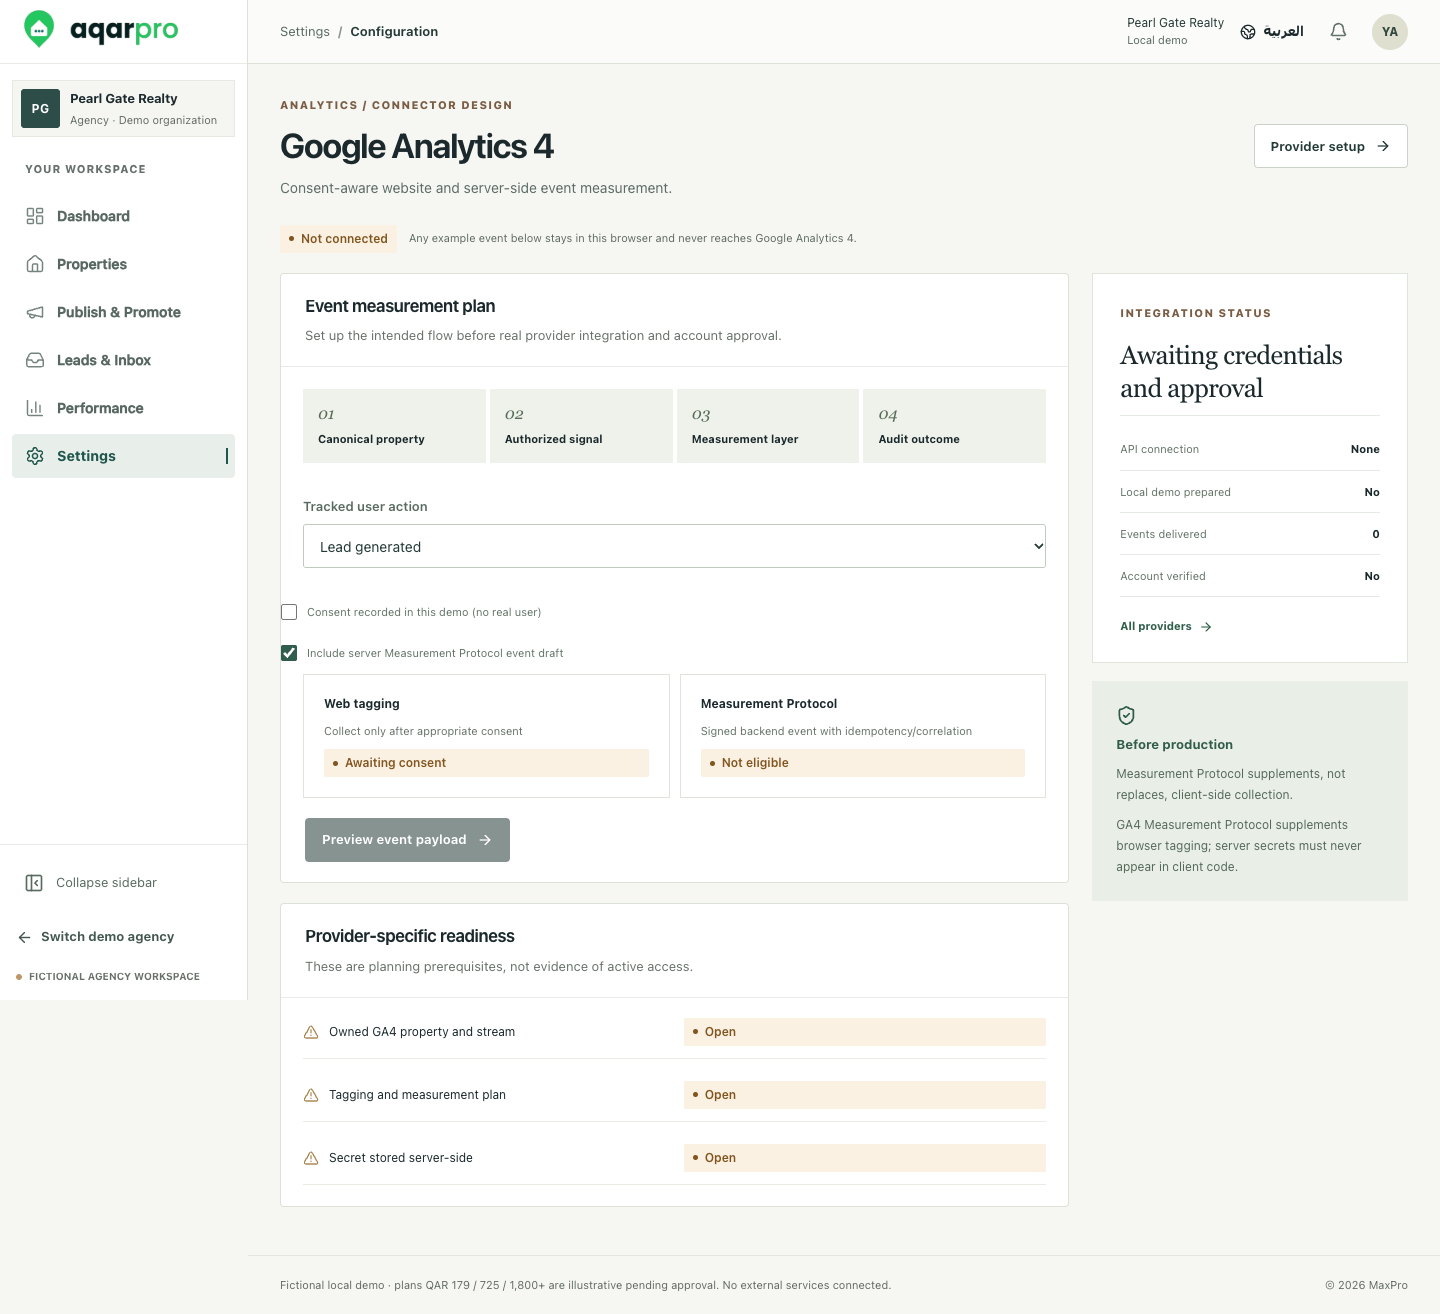 aqarpro
Settings / Configuration
Pearl Gate Realty
Local demo
العربية
YA
PG
Pearl Gate Realty
Agency · Demo organization
YOUR WORKSPACE
Dashboard
Properties
Publish & Promote
Leads & Inbox
Performance
Settings
Collapse sidebar
Switch demo agency
FICTIONAL AGENCY WORKSPACE
ANALYTICS / CONNECTOR DESIGN
Google Analytics 4
Consent-aware website and server-side event measurement.
Provider setup
Not connected
Any example event below stays in this browser and never reaches Google Analytics 4.
Event measurement plan
Set up the intended flow before real provider integration and account approval.
01
Canonical property
02
Authorized signal
03
Measurement layer
04
Audit outcome
Tracked user action
Lead generated
Consent recorded in this demo (no real user)
Include server Measurement Protocol event draft
Web tagging
Collect only after appropriate consent
Awaiting consent
Measurement Protocol
Signed backend event with idempotency/correlation
Not eligible
Preview event payload
Provider-specific readiness
These are planning prerequisites, not evidence of active access.
Owned GA4 property and stream
Open
Tagging and measurement plan
Open
Secret stored server-side
Open
INTEGRATION STATUS
Awaiting credentials
and approval
API connection None
Local demo prepared No
Events delivered 0
Account verified No
All providers
Before production
Measurement Protocol supplements, not
replaces, client-side collection.
GA4 Measurement Protocol supplements
browser tagging; server secrets must never
appear in client code.
Fictional local demo · plans QAR 179 / 725 / 1,800+ are illustrative pending approval. No external services connected.
© 2026 MaxPro